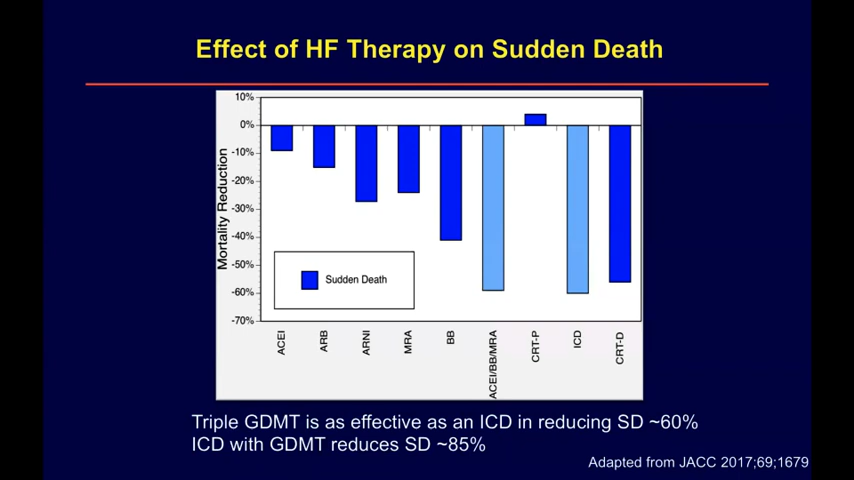 Effect of HF Therapy on Sudden Death
10%
0%
-10%
-20%
-30%
-40%
-50%
-60%
-70%
Mortality Reduction
Sudden Death
ACEI
ARB
ARNI
MRA
BB
ACEI/BB/MRA
CRT-P
ICD
CRT-D
Triple GDMT is as effective as an ICD in reducing SD ~60%
ICD with GDMT reduces SD ~85%
Adapted from JACC 2017;69;1679